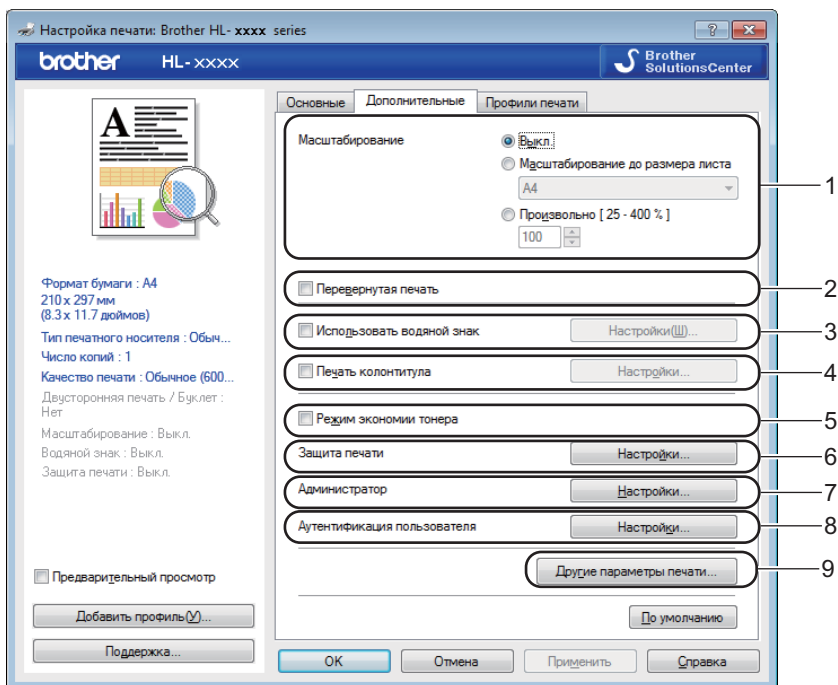 Настройка печати: Brother HL- xxxx series
brother HL-xxxx
Brother
SolutionsCenter
A
Формат бумаги : A4
210 x 297 мм
(8.3 x 11.7 дюймов)
Тип печатного носителя : Обыч...
Число копий : 1
Качество печати : Обычное (600...
Двусторонняя печать / Буклет :
Нет
Масштабирование : Выкл.
Водяной знак : Выкл.
Защита печати : Выкл.
Предварительный просмотр
Добавить профиль(У)...
Поддержка...
Основные Дополнительные Профили печати
Масштабирование
Выкл.
Масштабирование до размера листа
A4
Произвольно [ 25 - 400 % ]
100
1
Перевернутая печать
2
Использовать водяной знак Настройки(Ш)...
3
Печать колонтитула Настройки...
4
Режим экономии тонера
5
Защита печати Настройки...
6
Администратор Настройки...
7
Аутентификация пользователя Настройки...
8
Другие параметры печати...
9
По умолчанию
OK Отмена Применить Справка